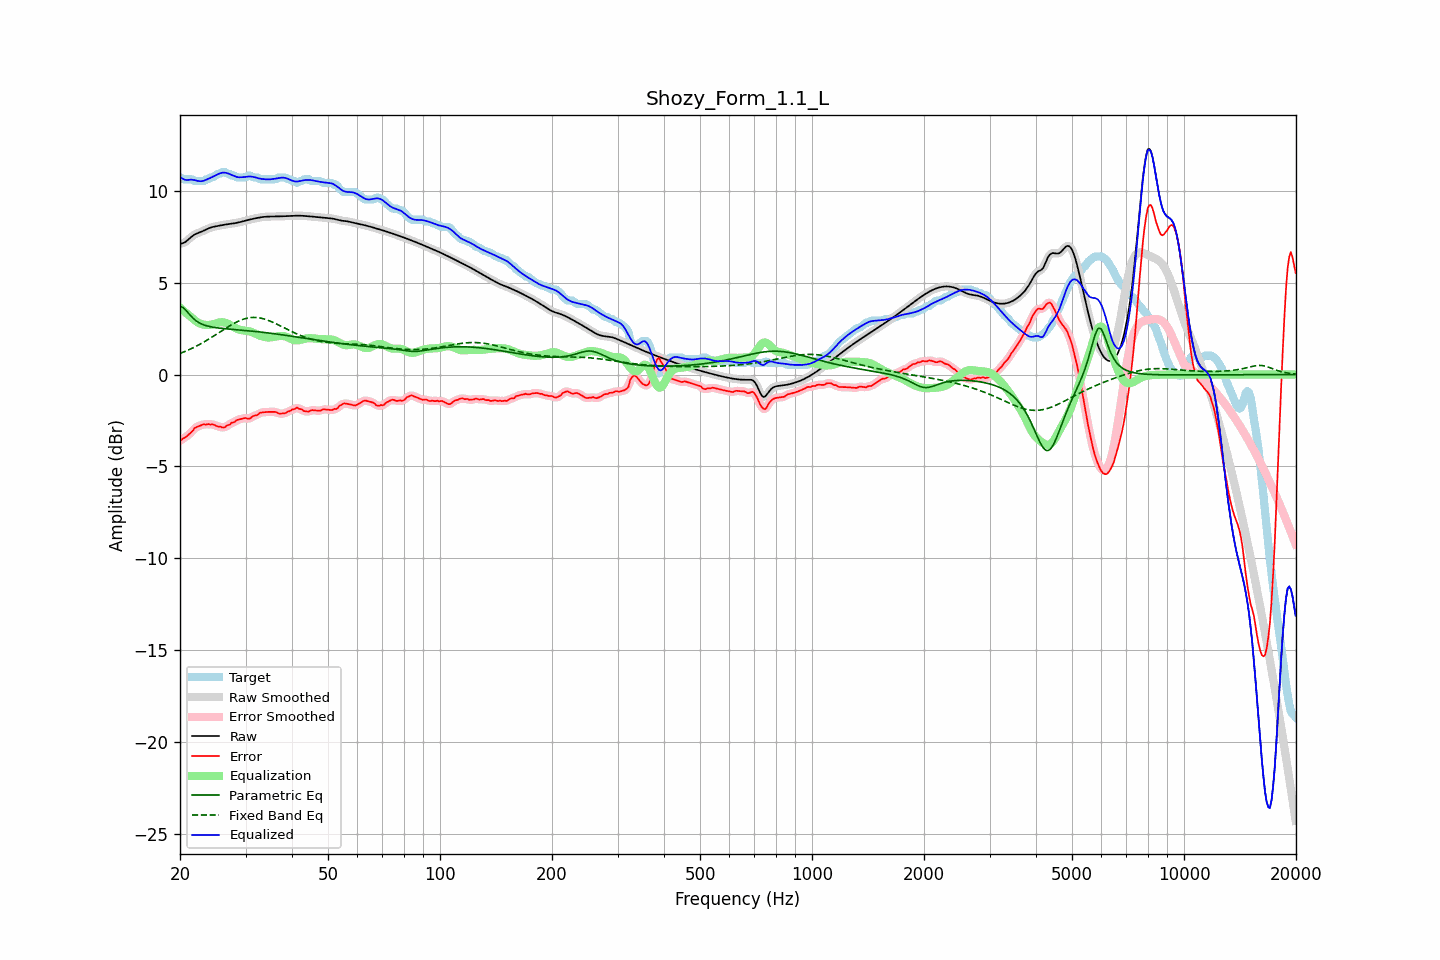 Shozy_Form_1.1_L
Amplitude (dBr)
10
5
0
−5
−10
−15
−20
−25
Target
Raw Smoothed
Error Smoothed
Raw
Error
Equalization
Parametric Eq
Fixed Band Eq
Equalized
20 50 100 200 500 1000 2000 5000 10000 20000
Frequency (Hz)